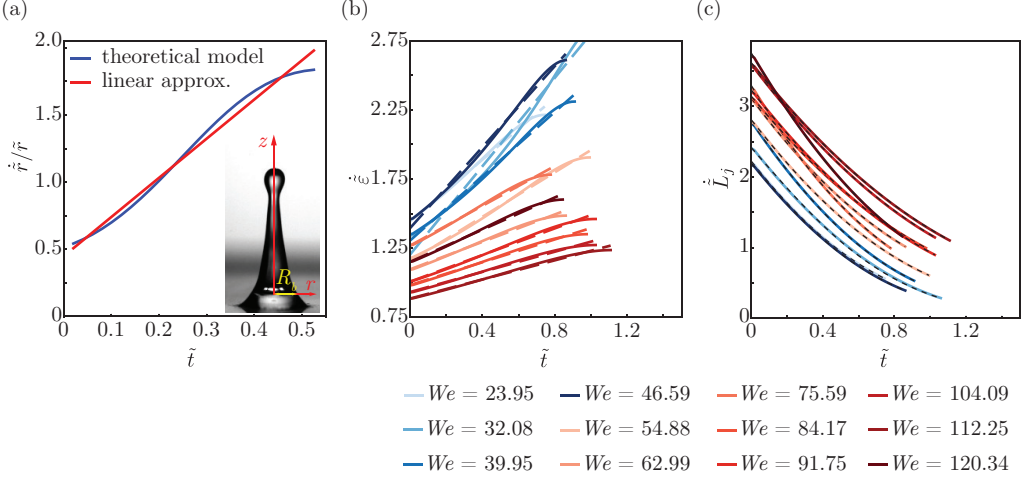 (a)
(b)
(c)
2.0
theoretical model
linear approx.
1.5
1.0
0.5
0
0 0.1 0.2 0.3 0.4 0.5
ṙ̃/r̃
t̃
z
R
r
2.75
2.25
1.75
1.25
0.75
0 0.4 0.8 1.2
ε̇̃
t̃
3
2
1
0
0 0.4 0.8 1.2
L̇̃j
t̃
We = 23.95 We = 46.59 We = 75.59 We = 104.09
We = 32.08 We = 54.88 We = 84.17 We = 112.25
We = 39.95 We = 62.99 We = 91.75 We = 120.34